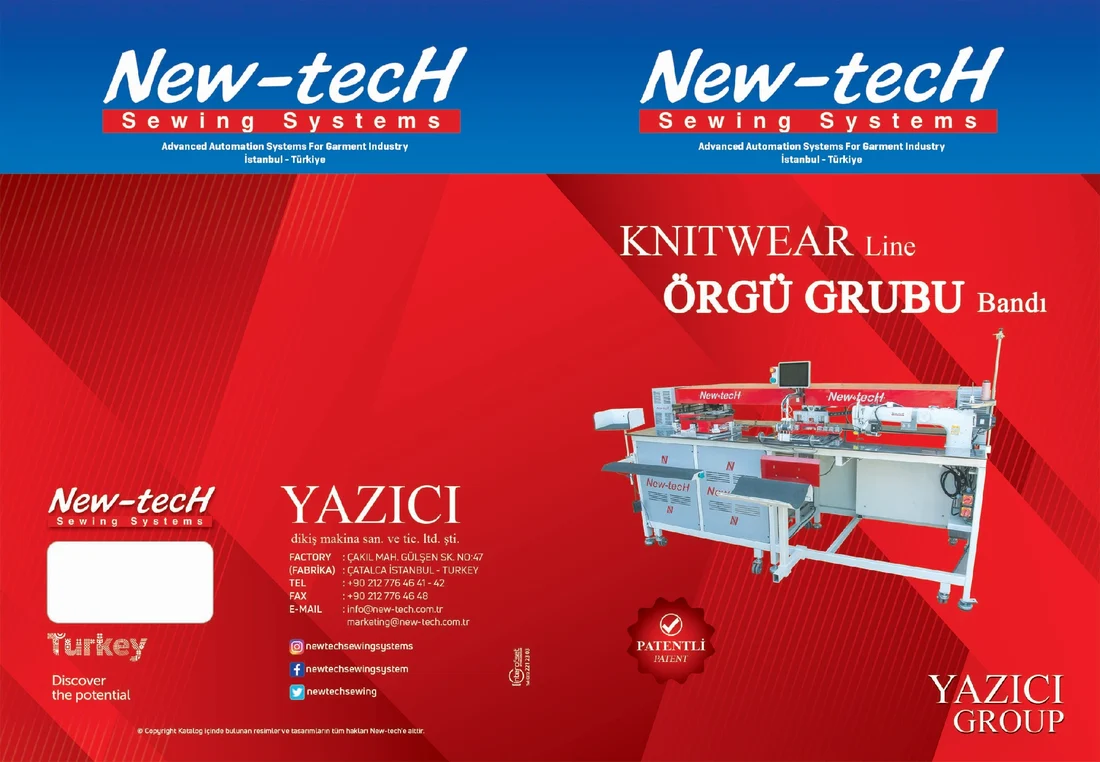 New-tecH
Sewing Systems
Advanced Automation Systems For Garment Industry
İstanbul - Türkiye
New-tecH
Sewing Systems
YAZICI
dikiş makina san. ve tic. ltd. şti.
FACTORY : ÇAKIL MAH. GÜLŞEN SK. NO:47
(FABRİKA) : ÇATALCA İSTANBUL - TURKEY
TEL : +90 212 776 46 41 - 42
FAX : +90 212 776 46 48
E-MAIL : info@new-tech.com.tr
marketing@new-tech.com.tr
newtechsewingsystems
newtechsewingsystem
newtechsewing
Turkey
Discover
the potential
© Copyright Katalog içinde bulunan resimler ve tasarımların tüm hakları New-tech'e aittir.
New-tecH
Sewing Systems
Advanced Automation Systems For Garment Industry
İstanbul - Türkiye
KNITWEAR Line
ÖRGÜ GRUBU Bandı
New-tecH
New-tecH
New-tecH
PATENTLİ
PATENT
YAZICI
GROUP